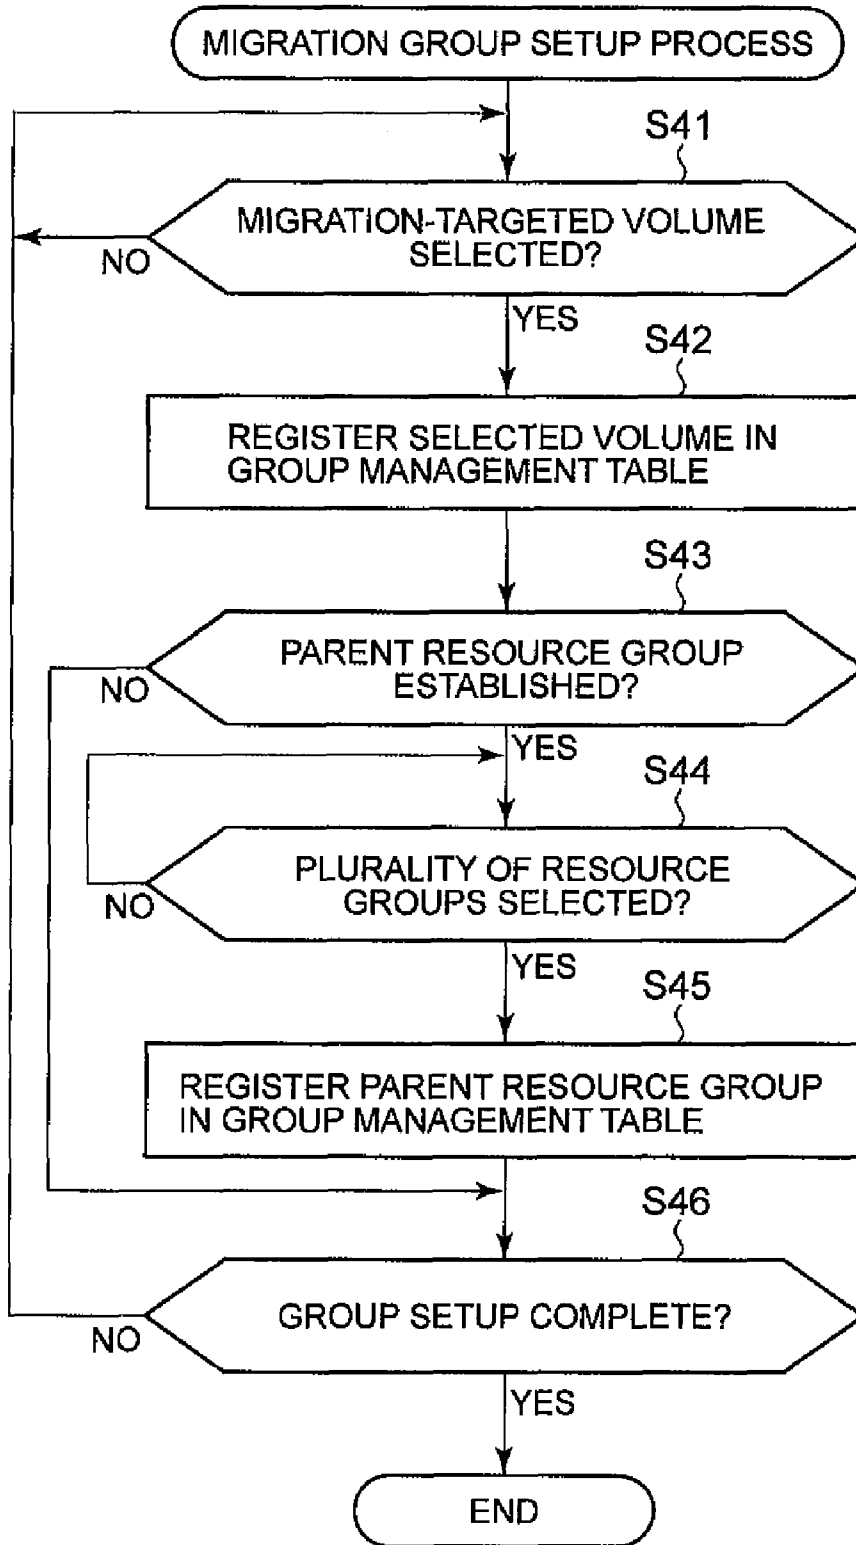 MIGRATION GROUP SETUP PROCESS
S41
MIGRATION-TARGETED VOLUME
SELECTED?
NO
YES
S42
REGISTER SELECTED VOLUME IN
GROUP MANAGEMENT TABLE
S43
PARENT RESOURCE GROUP
ESTABLISHED?
NO
YES
S44
PLURALITY OF RESOURCE
GROUPS SELECTED?
NO
YES
S45
REGISTER PARENT RESOURCE GROUP
IN GROUP MANAGEMENT TABLE
S46
GROUP SETUP COMPLETE?
NO
YES
END